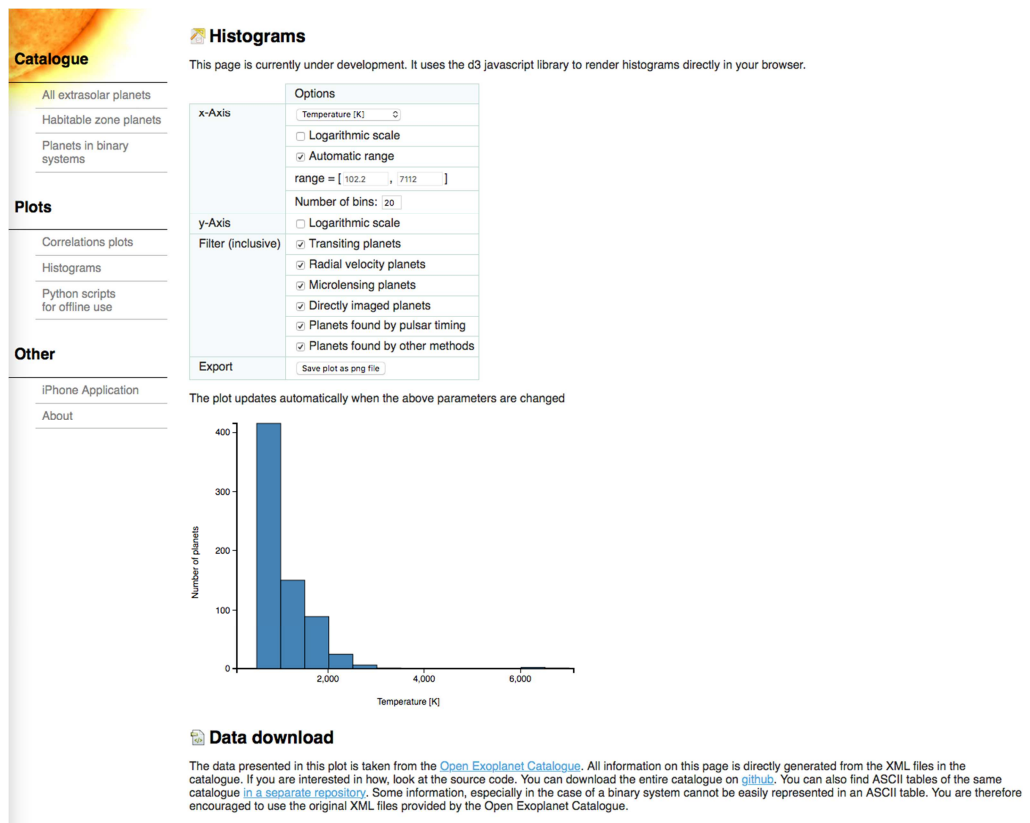 Catalogue
All extrasolar planets
Habitable zone planets
Planets in binary
systems
Plots
Correlations plots
Histograms
Python scripts
for offline use
Other
iPhone Application
About
Histograms
This page is currently under development. It uses the d3 javascript library to render histograms directly in your browser.
Options
x-Axis
Temperature [K]
Logarithmic scale
Automatic range
range = [ 102.2 , 7112 ]
Number of bins: 20
y-Axis
Logarithmic scale
Filter (inclusive)
Transiting planets
Radial velocity planets
Microlensing planets
Directly imaged planets
Planets found by pulsar timing
Planets found by other methods
Export
Save plot as png file
The plot updates automatically when the above parameters are changed
400
300
200
100
0
Number of planets
2,000
4,000
6,000
Temperature [K]
Data download
The data presented in this plot is taken from the Open Exoplanet Catalogue. All information on this page is directly generated from the XML files in the
catalogue. If you are interested in how, look at the source code. You can download the entire catalogue on github. You can also find ASCII tables of the same
catalogue in a separate repository. Some information, especially in the case of a binary system cannot be easily represented in an ASCII table. You are therefore
encouraged to use the original XML files provided by the Open Exoplanet Catalogue.